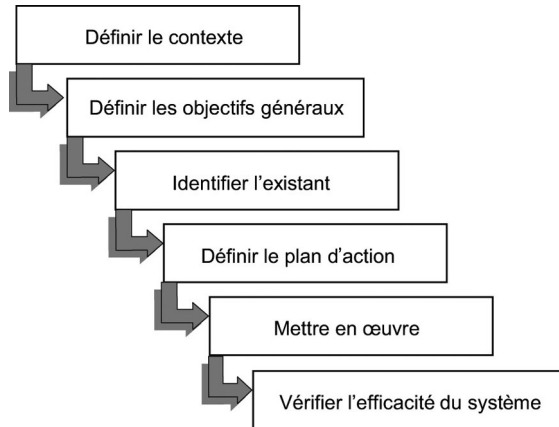 Définir le contexte
Définir les objectifs généraux
Identifier l'existant
Définir le plan d'action
Mettre en œuvre
Vérifier l'efficacité du système